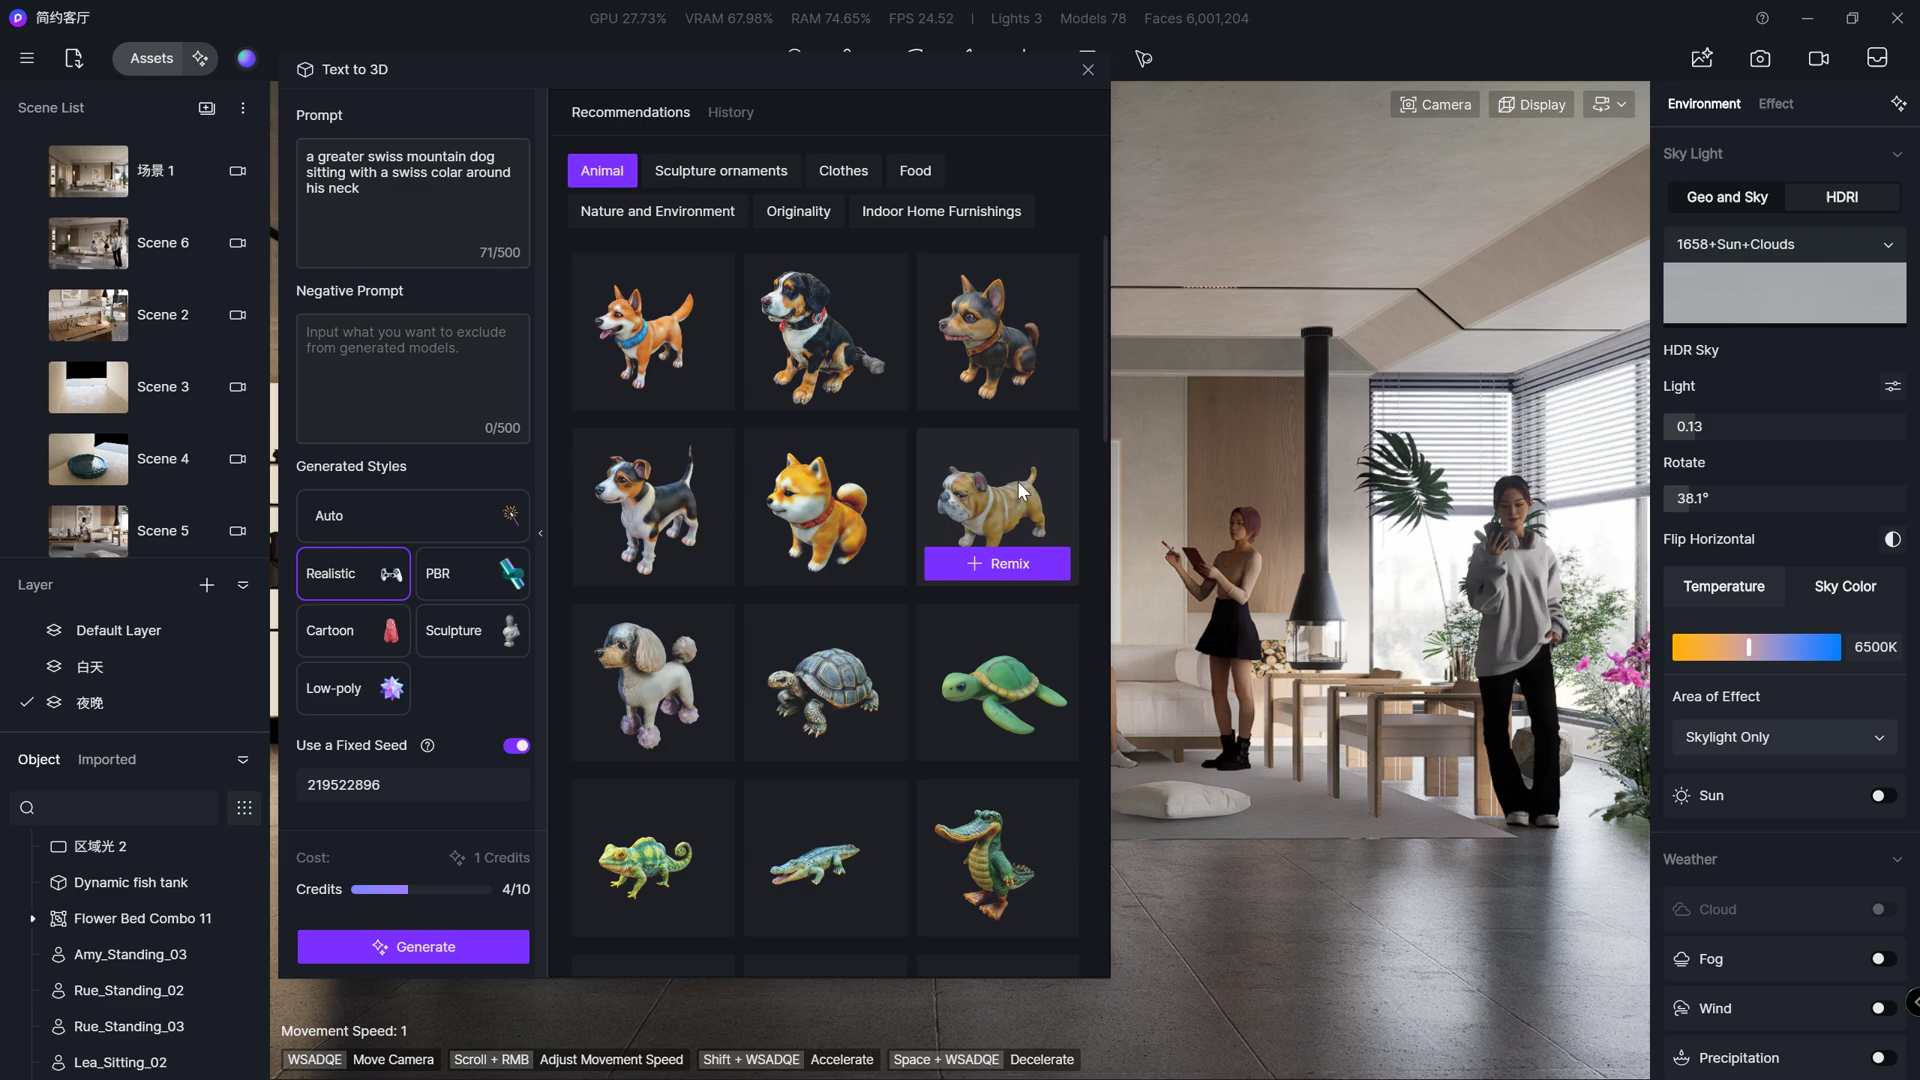 简约客厅
GPU 27.73% VRAM 67.98% RAM 74.65% FPS 24.52 | Lights 3 Models 78 Faces 6,001,204
Assets
Text to 3D
Scene List
场景 1
Scene 6
Scene 2
Scene 3
Scene 4
Scene 5
Layer
Default Layer
白天
夜晚
Object Imported
区域光 2
Dynamic fish tank
Flower Bed Combo 11
Amy_Standing_03
Rue_Standing_02
Rue_Standing_03
Lea_Sitting_02
Prompt
a greater swiss mountain dog
sitting with a swiss colar around
his neck
71/500
Negative Prompt
Input what you want to exclude
from generated models.
0/500
Generated Styles
Auto
Realistic PBR
Cartoon Sculpture
Low-poly
Use a Fixed Seed
219522896
Cost: 1 Credits
Credits 4/10
Generate
Recommendations History
Animal Sculpture ornaments Clothes Food
Nature and Environment Originality Indoor Home Furnishings
Remix
Camera Display
Movement Speed: 1
WSADQE Move Camera Scroll + RMB Adjust Movement Speed Shift + WSADQE Accelerate Space + WSADQE Decelerate
Environment Effect
Sky Light
Geo and Sky HDRI
1658+Sun+Clouds
HDR Sky
Light
0.13
Rotate
38.1°
Flip Horizontal
Temperature Sky Color
6500K
Area of Effect
Skylight Only
Sun
Weather
Cloud
Fog
Wind
Precipitation